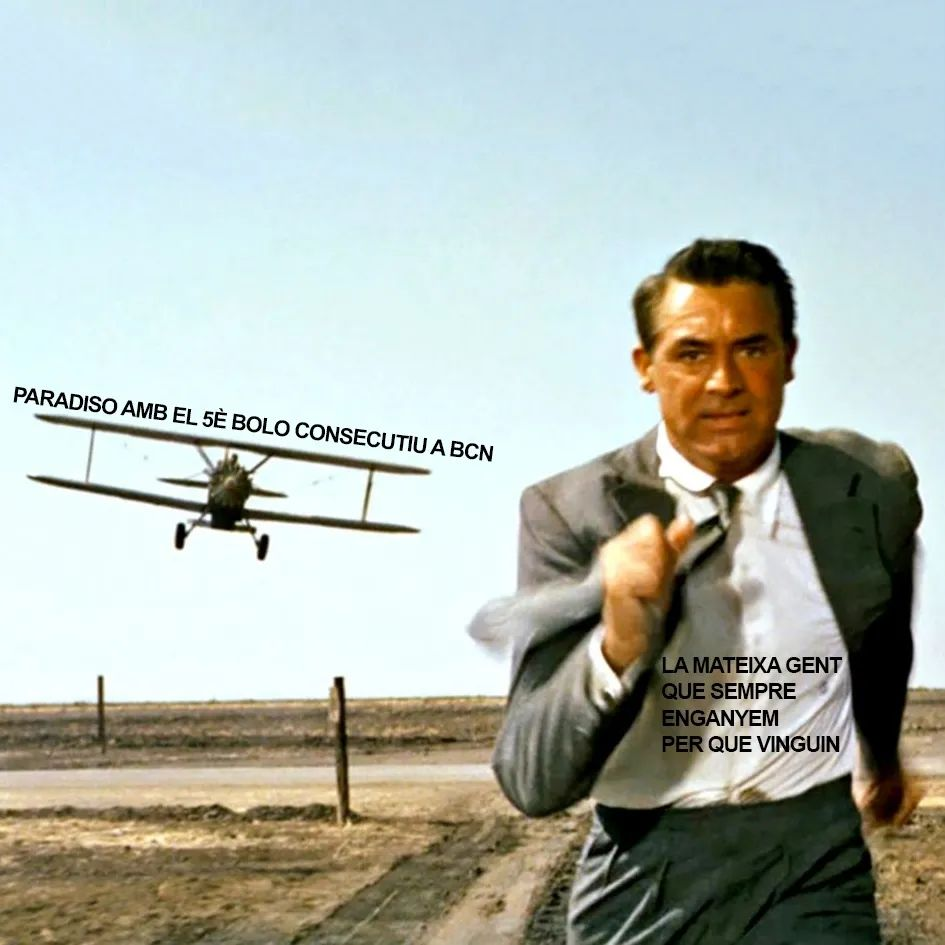 PARADISO AMB EL 5È BOLO CONSECUTIU A BCN
LA MATEIXA GENT
QUE SEMPRE
ENGANYEM
PER QUE VINGUIN